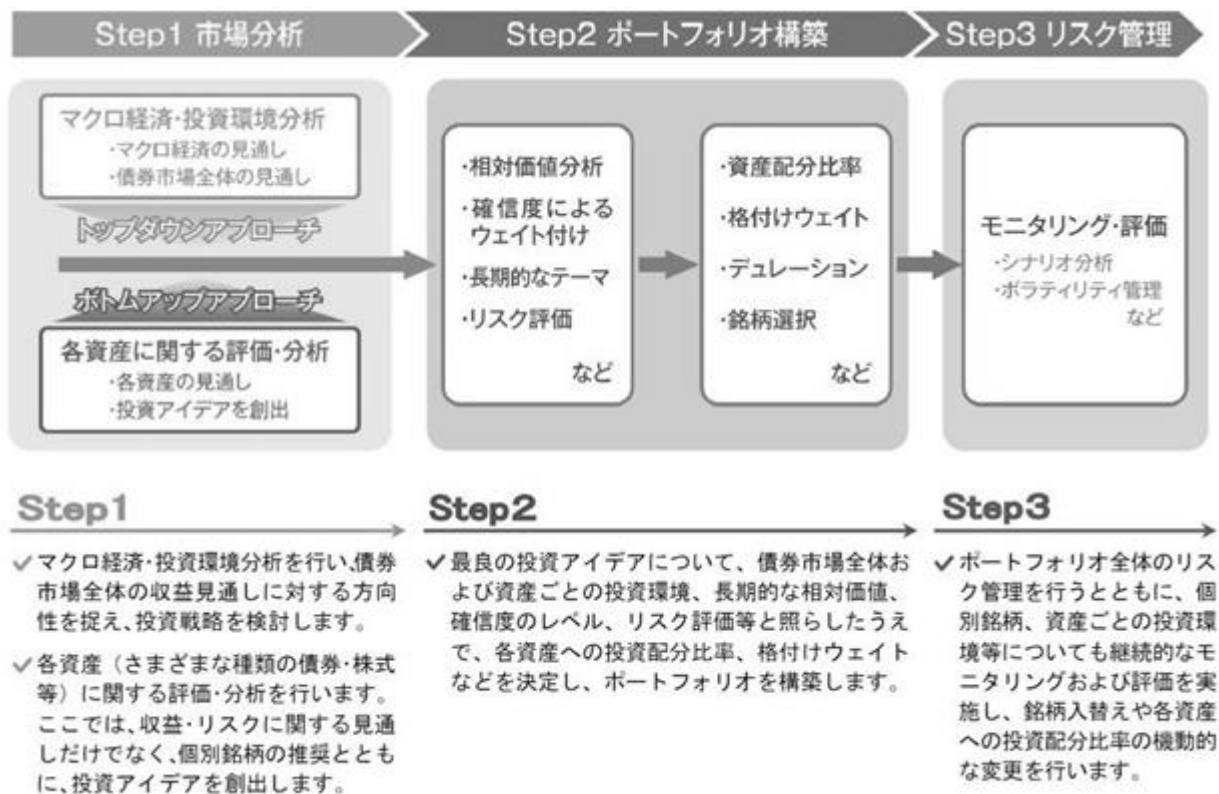 Step1 市場分析
Step2 ポートフォリオ構築
Step3 リスク管理
マクロ経済・投資環境分析
・マクロ経済の見通し
・債券市場全体の見通し
トップダウンアプローチ
ボトムアップアプローチ
各資産に関する評価・分析
・各資産の見通し
・投資アイデアを創出
・相対価値分析
・確信度による
ウェイト付け
・長期的なテーマ
・リスク評価
など
・資産配分比率
・格付けウェイト
・デュレーション
・銘柄選択
など
モニタリング・評価
・シナリオ分析
・ボラティリティ管理
など
Step1
✓マクロ経済・投資環境分析を行い、債券
市場全体の収益見通しに対する方向
性を捉え、投資戦略を検討します。
✓各資産（さまざまな種類の債券・株式
等）に関する評価・分析を行います。
ここでは、収益・リスクに関する見通
しだけでなく、個別銘柄の推奨ととも
に、投資アイデアを創出します。
Step2
✓最良の投資アイデアについて、債券市場全体お
よび資産ごとの投資環境、長期的な相対価値、
確信度のレベル、リスク評価等と照らしたうえ
で、各資産への投資配分比率、格付けウェイト
などを決定し、ポートフォリオを構築します。
Step3
✓ポートフォリオ全体のリス
ク管理を行うとともに、個
別銘柄、資産ごとの投資環
境等についても継続的なモ
ニタリングおよび評価を実
施し、銘柄入替えや各資産
への投資配分比率の機動的
な変更を行います。